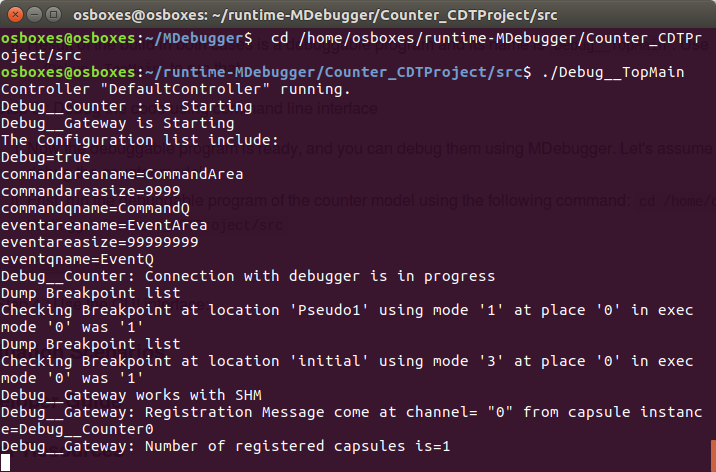 osboxes@osboxes: ~/runtime-MDebugger/Counter_CDTProject/src
osboxes@osboxes:~/MDebugger$  cd /home/osboxes/runtime-MDebugger/Counter_CDTPr
oject/src
osboxes@osboxes:~/runtime-MDebugger/Counter_CDTProject/src$ ./Debug__TopMain
Controller "DefaultController" running.
Debug__Counter : is Starting
Debug__Gateway is Starting
The Configuration list include:
Debug=true
commandareaname=CommandArea
commandareasize=9999
commandqname=CommandQ
eventareaname=EventArea
eventareasize=99999999
eventqname=EventQ
Debug__Counter: Connection with debugger is in progress
Dump Breakpoint list
Checking Breakpoint at location 'Pseudo1' using mode '1' at place '0' in exec
mode '0' was '1'
Dump Breakpoint list
Checking Breakpoint at location 'initial' using mode '3' at place '0' in exec
mode '0' was '1'
Debug__Gateway works with SHM
Debug__Gateway: Registration Message come at channel= "0" from capsule instanc
e=Debug__Counter0
Debug__Gateway: Number of registered capsules is=1